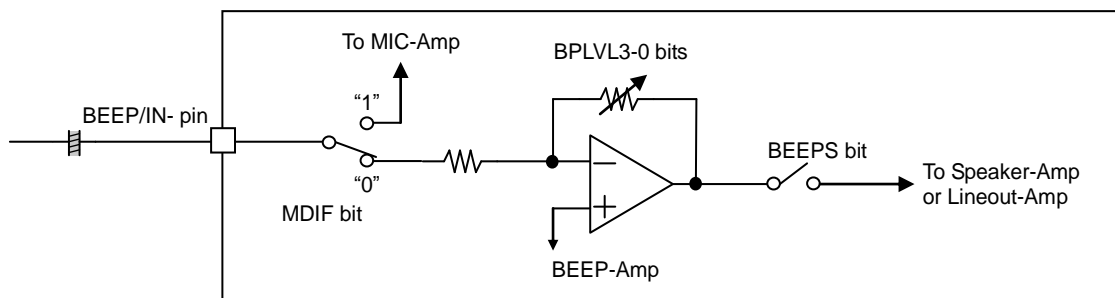 To MIC-Amp
BPLVL3-0 bits
“1”
BEEP/IN- pin
BEEPS bit
−
To Speaker-Amp
or Lineout-Amp
“0”
MDIF bit
+
BEEP-Amp